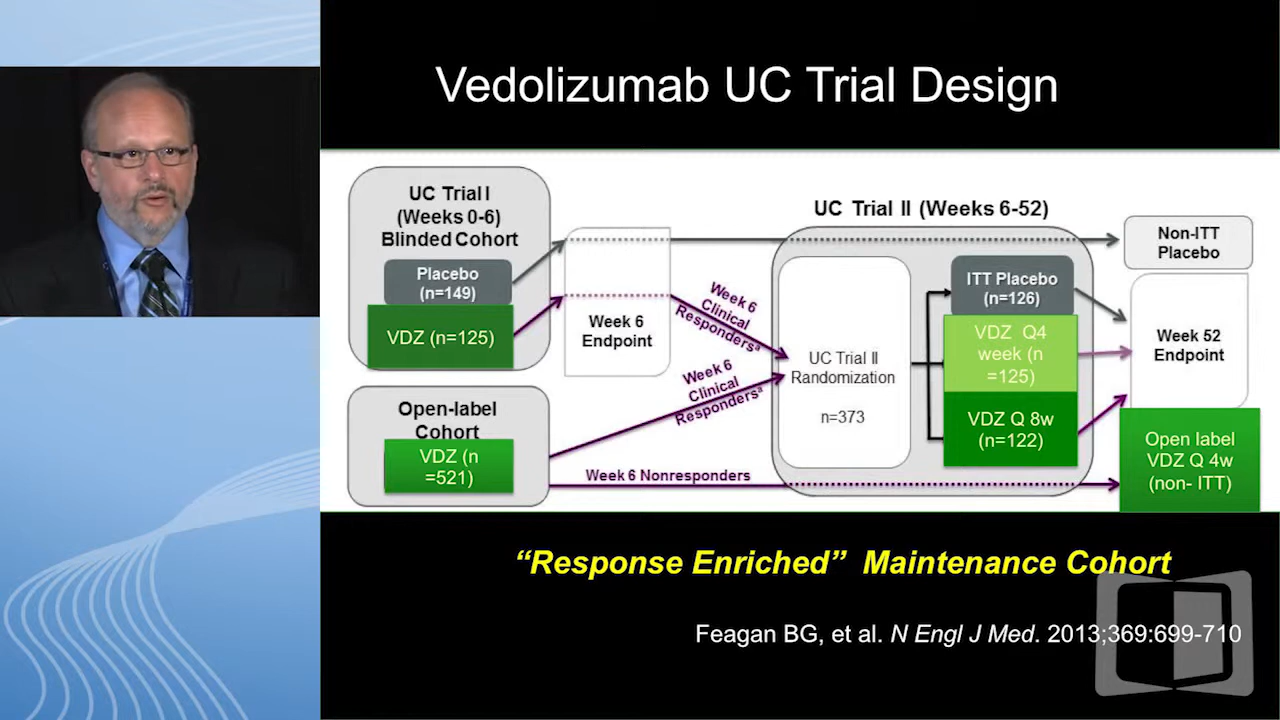 Vedolizumab UC Trial Design
UC Trial I
(Weeks 0-6)
Blinded Cohort
Placebo
(n=149)
VDZ (n=125)
Week 6
Endpoint
Open-label
Cohort
VDZ (n
=521)
Week 6
Clinical
Respondersª
Week 6
Clinical
Respondersª
Week 6 Nonresponders
UC Trial II (Weeks 6-52)
UC Trial II
Randomization
n=373
ITT Placebo
(n=126)
VDZ Q4
week (n
=125)
VDZ Q 8w
(n=122)
Non-ITT
Placebo
Week 52
Endpoint
Open label
VDZ Q 4w
(non- ITT)
“Response Enriched” Maintenance Cohort
Feagan BG, et al. N Engl J Med. 2013;369:699-710